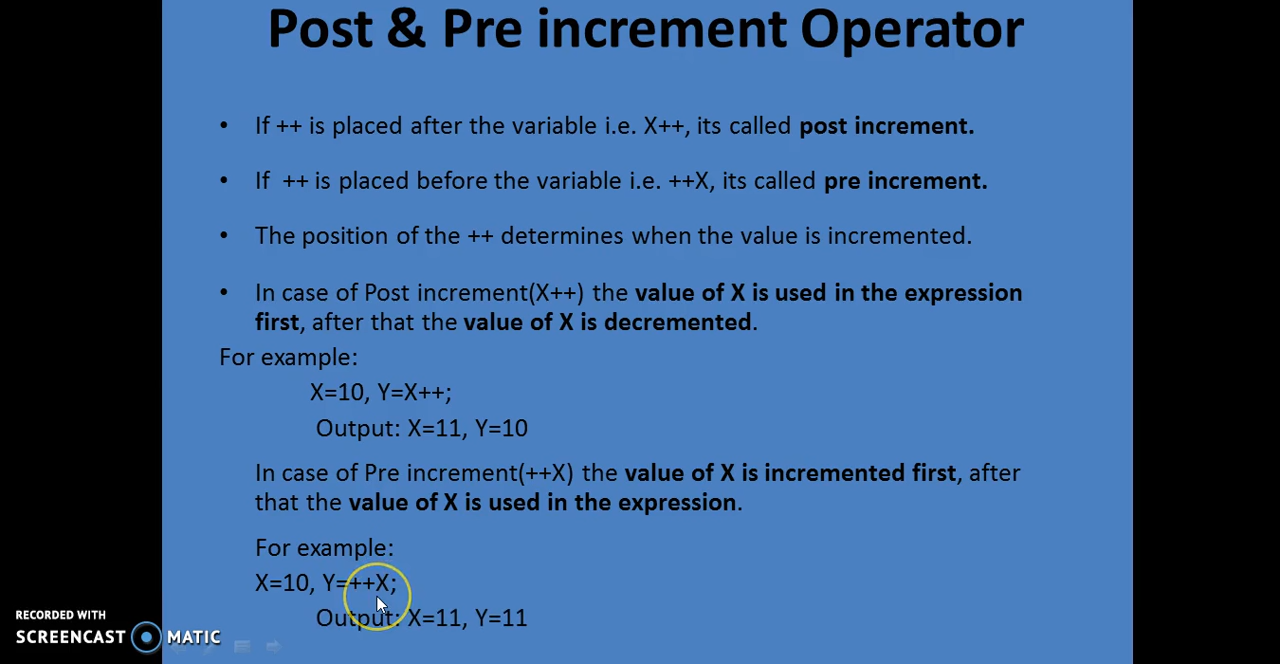 Post & Pre increment Operator
• If ++ is placed after the variable i.e. X++, its called post increment.
• If ++ is placed before the variable i.e. ++X, its called pre increment.
• The position of the ++ determines when the value is incremented.
• In case of Post increment(X++) the value of X is used in the expression
first, after that the value of X is decremented.
For example:
X=10, Y=X++;
Output: X=11, Y=10
In case of Pre increment(++X) the value of X is incremented first, after
that the value of X is used in the expression.
For example:
X=10, Y=++X;
Output: X=11, Y=11
RECORDED WITH
SCREENCAST MATIC